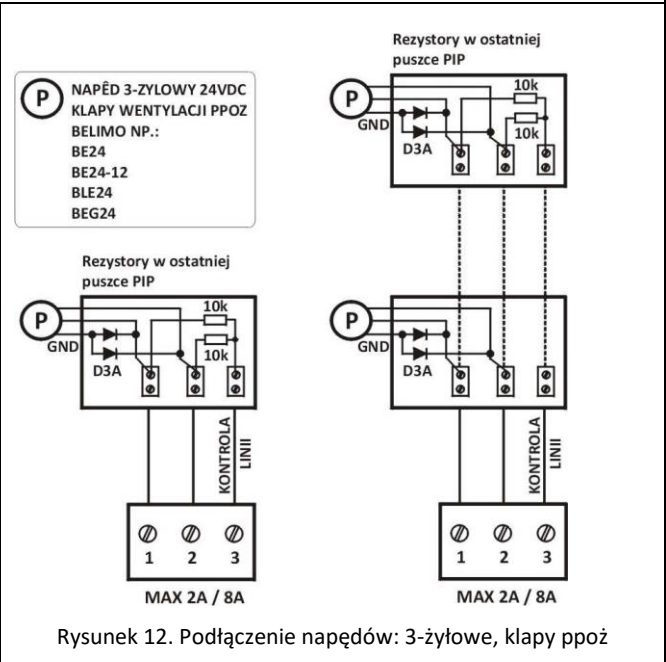 P
NAPÊD 3-ZYLOWY 24VDC
KLAPY WENTYLACJI PPOZ
BELIMO NP.:
BE24
BE24-12
BLE24
BEG24
Rezystory w ostatniej
puszce PIP
P
GND
D3A
10k
10k
KONTROLA
LINII
1 2 3
MAX 2A / 8A
Rezystory w ostatniej
puszce PIP
P
GND
D3A
10k
10k
P
GND
D3A
KONTROLA
LINII
1 2 3
MAX 2A / 8A
Rysunek 12. Podłączenie napędów: 3-żyłowe, klapy ppoż